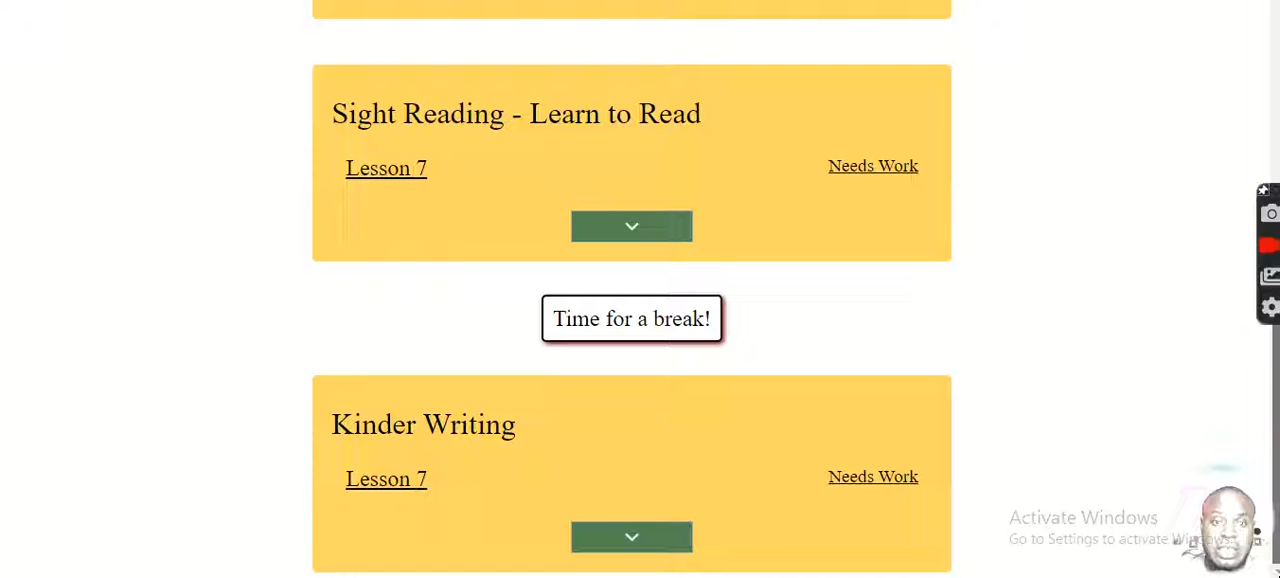 Sight Reading - Learn to Read
Lesson 7
Needs Work
Time for a break!
Kinder Writing
Lesson 7
Needs Work
Activate Windows
Go to Settings to activate